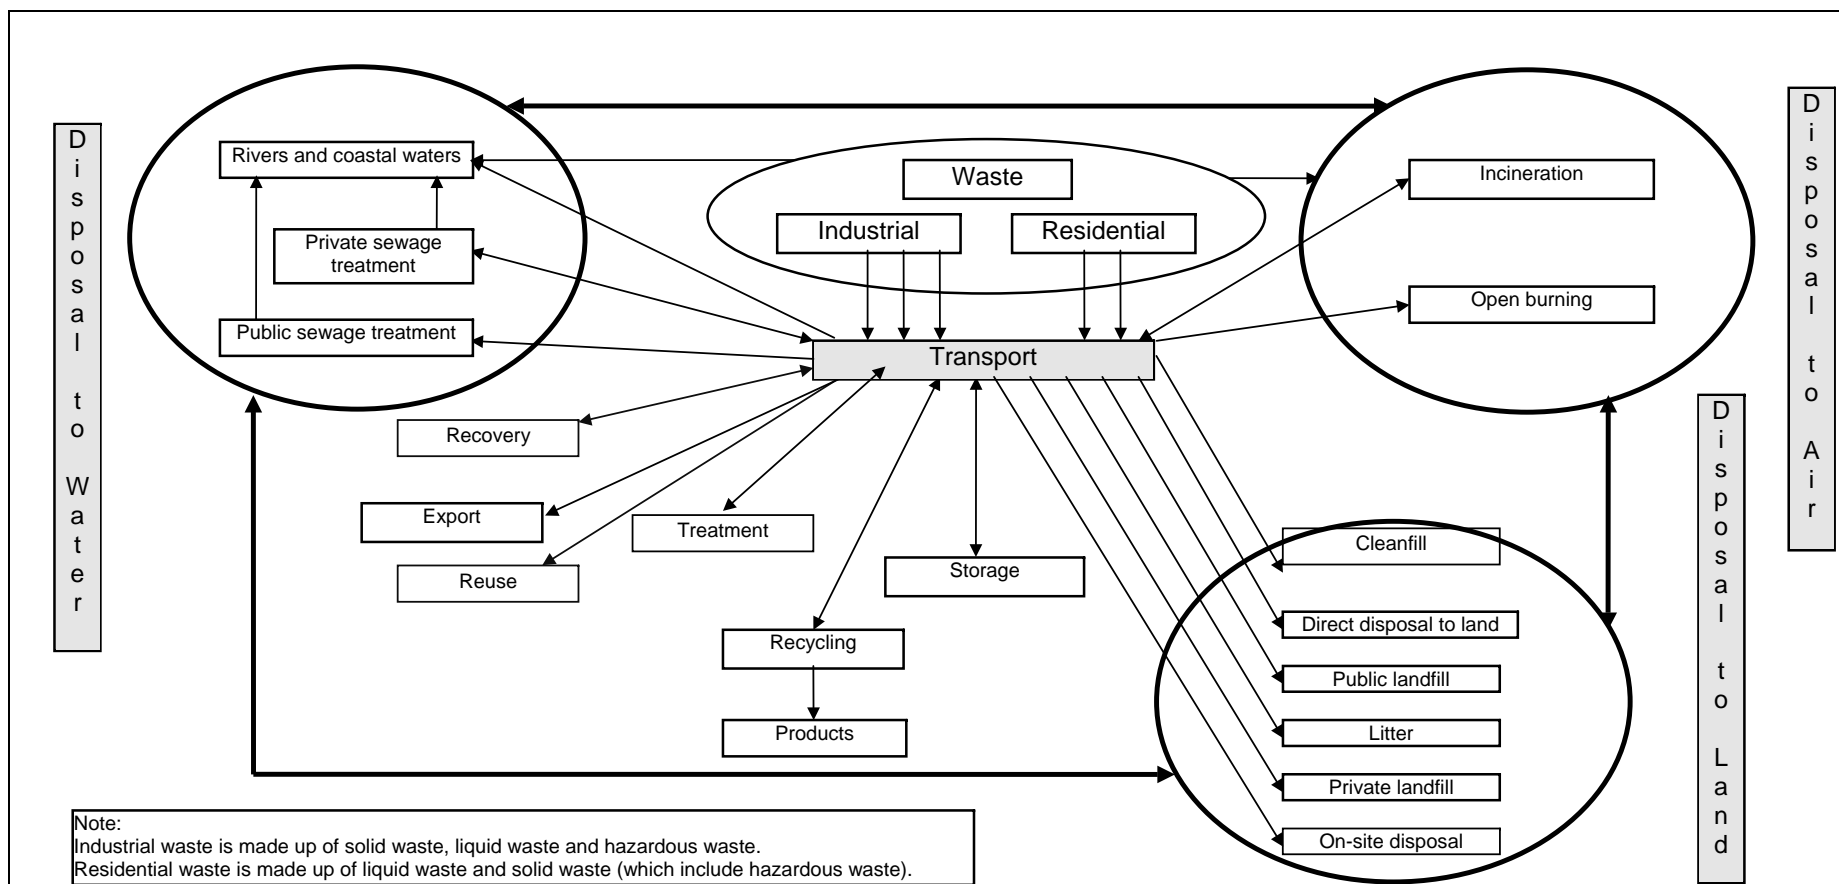 Disposal to Water
Disposal to Air
Disposal to Land
Rivers and coastal waters
Private sewage
treatment
Public sewage treatment
Waste
Industrial
Residential
Incineration
Open burning
Transport
Recovery
Export
Reuse
Treatment
Storage
Recycling
Products
Cleanfill
Direct disposal to land
Public landfill
Litter
Private landfill
On-site disposal
Note:
Industrial waste is made up of solid waste, liquid waste and hazardous waste.
Residential waste is made up of liquid waste and solid waste (which include hazardous waste).